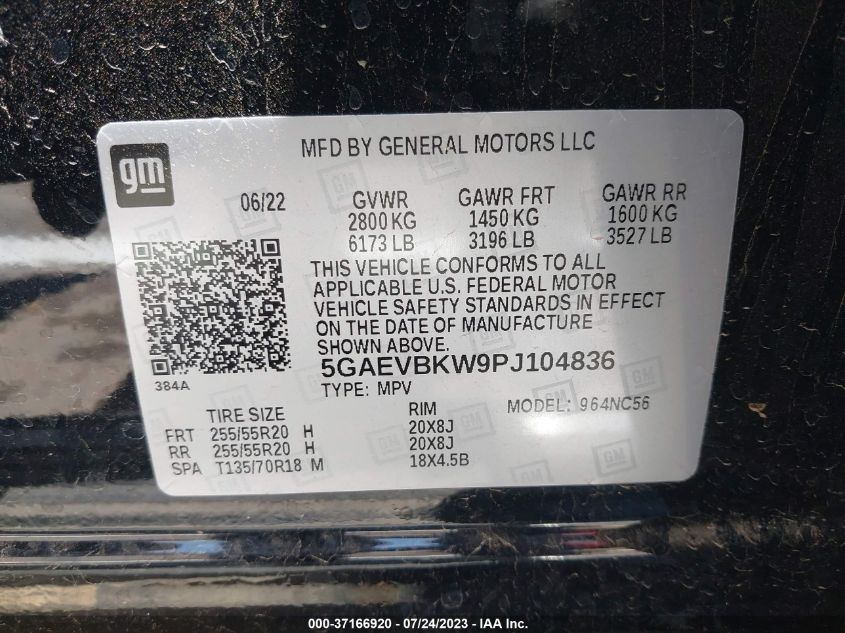 MFD BY GENERAL MOTORS LLC
gm
06/22
GVWR GAWR FRT GAWR RR
2800 KG 1450 KG 1600 KG
6173 LB 3196 LB 3527 LB
THIS VEHICLE CONFORMS TO ALL
APPLICABLE U.S. FEDERAL MOTOR
VEHICLE SAFETY STANDARDS IN EFFECT
ON THE DATE OF MANUFACTURE
SHOWN ABOVE.
5GAEVBKW9PJ104836
384A
TYPE: MPV
MODEL: 964NC56
TIRE SIZE RIM
FRT 255/55R20 H 20X8J
RR 255/55R20 H 20X8J
SPA T135/70R18 M 18X4.5B
000-37166920 - 07/24/2023 - IAAI.com